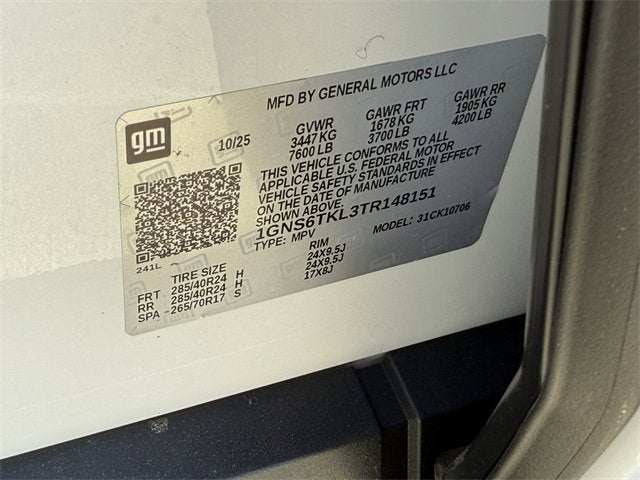 MFD BY GENERAL MOTORS LLC
gm
10/25
GVWR GAWR FRT GAWR RR
3447 KG 1678 KG 1905 KG
7600 LB 3700 LB 4200 LB
THIS VEHICLE CONFORMS TO ALL
APPLICABLE U.S. FEDERAL MOTOR
VEHICLE SAFETY STANDARDS IN EFFECT
ON THE DATE OF MANUFACTURE
SHOWN ABOVE.
1GNS6TKL3TR148151
TYPE: MPV MODEL: 31CK10706
241L
TIRE SIZE RIM
FRT 285/40R24 H 24X9.5J
RR 285/40R24 H 24X9.5J
SPA 265/70R17 S 17X8J